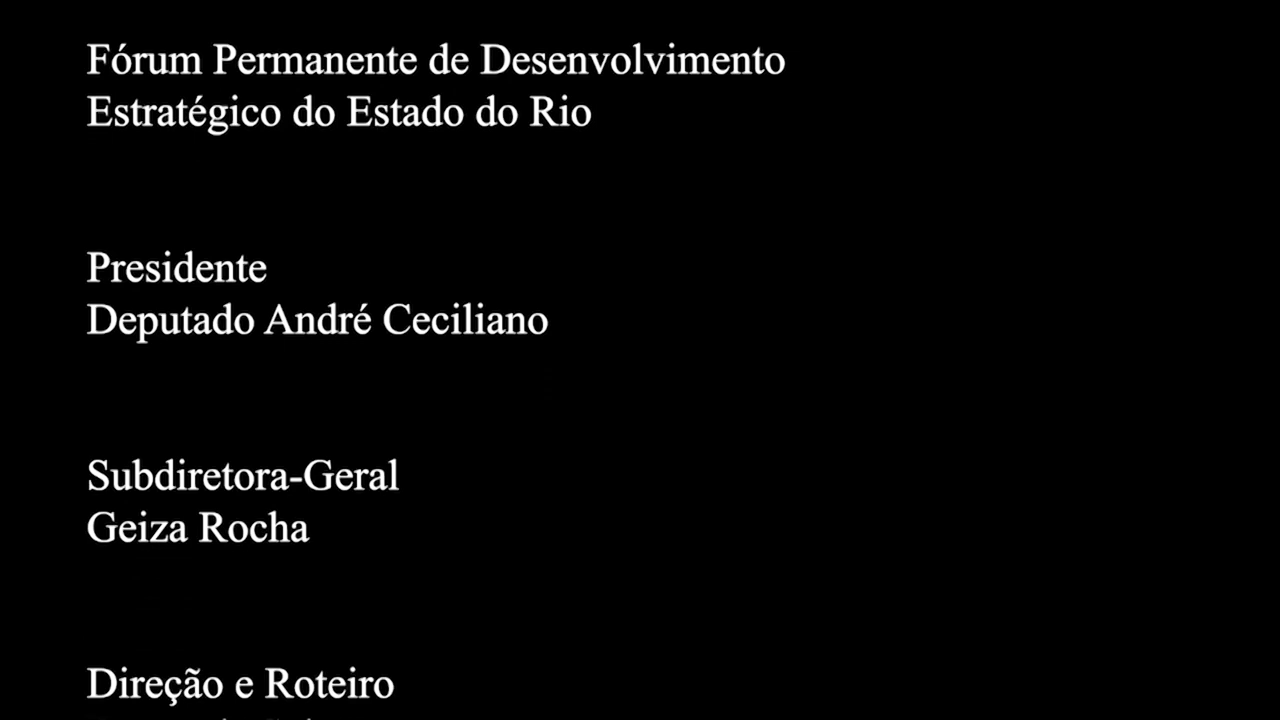 Fórum Permanente de Desenvolvimento
Estratégico do Estado do Rio
Presidente
Deputado André Ceciliano
Subdiretora-Geral
Geiza Rocha
Direção e Roteiro